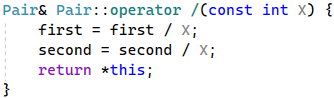 Pair& Pair::operator /(const int X) {
    first = first / X;
    second = second / X;
    return *this;
}